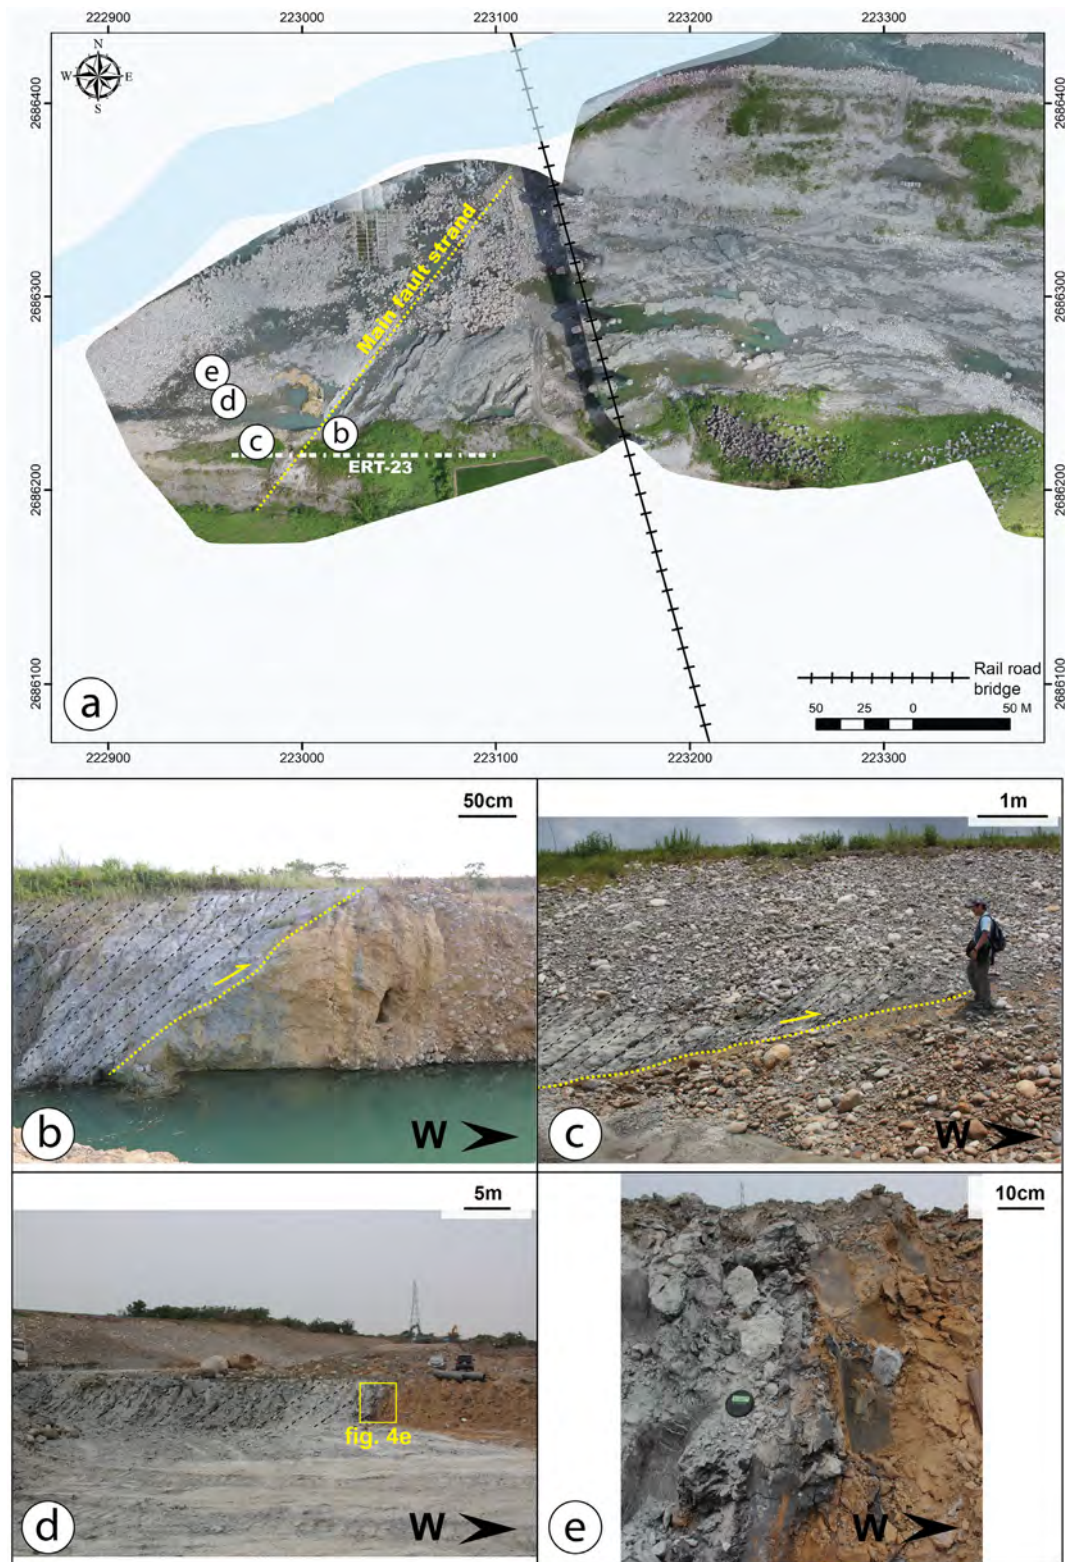 222900 223000 223100 223200 223300
N
W E
S
2686400 2686400
Main fault strand
2686300 2686300
e
d
c b
ERT-23
2686200 2686200
2686100 2686100
Rail road
bridge
a
50 25 0 50 M
222900 223000 223100 223200 223300
50cm
b
W
1m
c
W
5m
fig. 4e
d
W
10cm
e
W